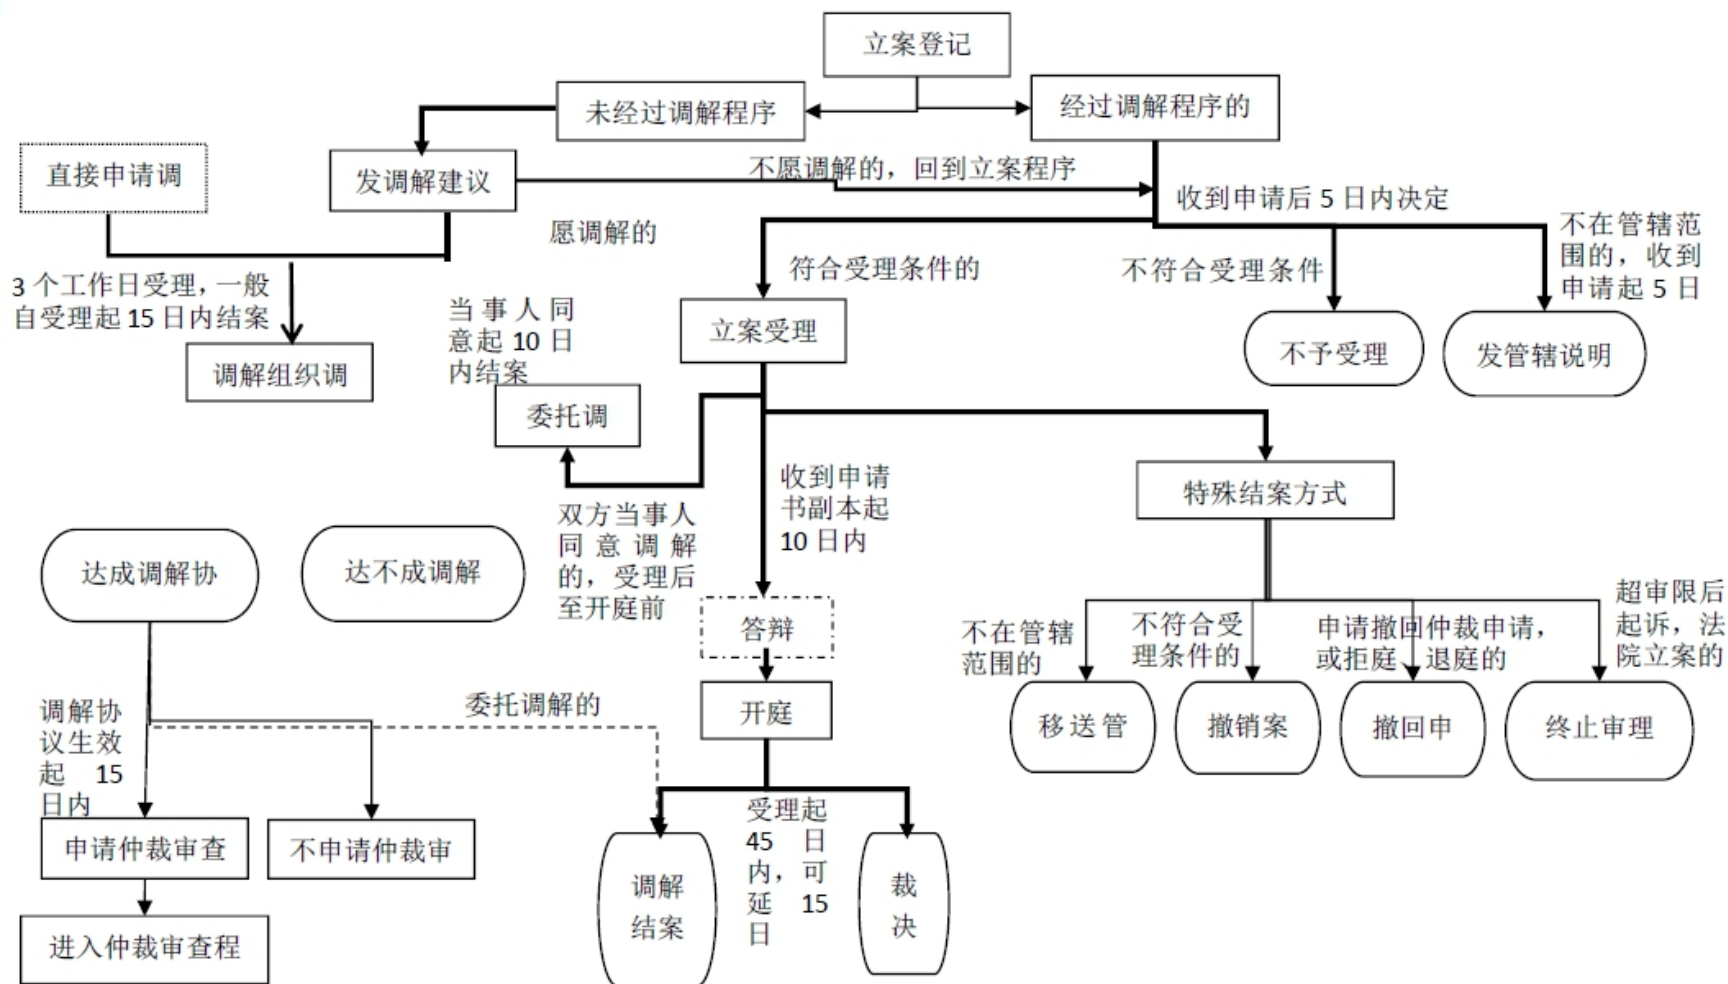 立案登记
未经过调解程序
经过调解程序的
直接申请调
发调解建议
不愿调解的，回到立案程序
收到申请后 5 日内决定
愿调解的
不在管辖范
围的，收到
申请起 5 日
符合受理条件的
不符合受理条件
3 个工作日受理，一般
自受理起 15 日内结案
当事人同
意起 10 日
内结案
立案受理
不予受理
发管辖说明
调解组织调
委托调
收到申请
书副本起
10 日内
特殊结案方式
双方当事人
同意调解
的，受理后
至开庭前
达成调解协
达不成调解
答辩
不在管辖
范围的
不符合受
理条件的
申请撤回仲裁申请，
或拒庭、退庭的
超审限后
起诉，法
院立案的
调解协
议生效
起 15
日内
委托调解的
开庭
移送管
撤销案
撤回申
终止审理
申请仲裁审查
不申请仲裁审
受理起
45 日
内，可
延 15
日
调解
结案
裁
决
进入仲裁审查程